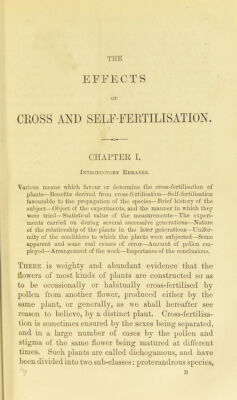 THE
EFFECTS
OF
CROSS AND SELF-FERTILISATION.
CHAPTER I.
INTRODUCTORY REMARKS.
Various means which favour or determine the cross-fertilisation of
plants—Benefits derived from cross-fertilisation—Self-fertilisation
favourable to the propagation of the species—Brief history of the
subject—Object of the experiments, and the manner in which they
were tried—Statistical value of the measurements—The experi-
ments carried on during several successive generations—Nature
of the relationship of the plants in the later generations—Unifor-
mity of the conditions to which the plants were subjected—Some
apparent and some real causes of error—Amount of pollen em-
ployed—Arrangement of the work—Importance of the conclusions.
THERE is weighty and abundant evidence that the
flowers of most kinds of plants are constructed so as
to be occasionally or habitually cross-fertilised by
pollen from another flower, produced either by the
same plant, or generally, as we shall hereafter see
reason to believe, by a distinct plant. Cross-fertilisa-
tion is sometimes ensured by the sexes being separated,
and in a large number of cases by the pollen and
stigma of the same flower being matured at different
times. Such plants are called dichogamous, and have
been divided into two sub-classes: proterandrous species,
B